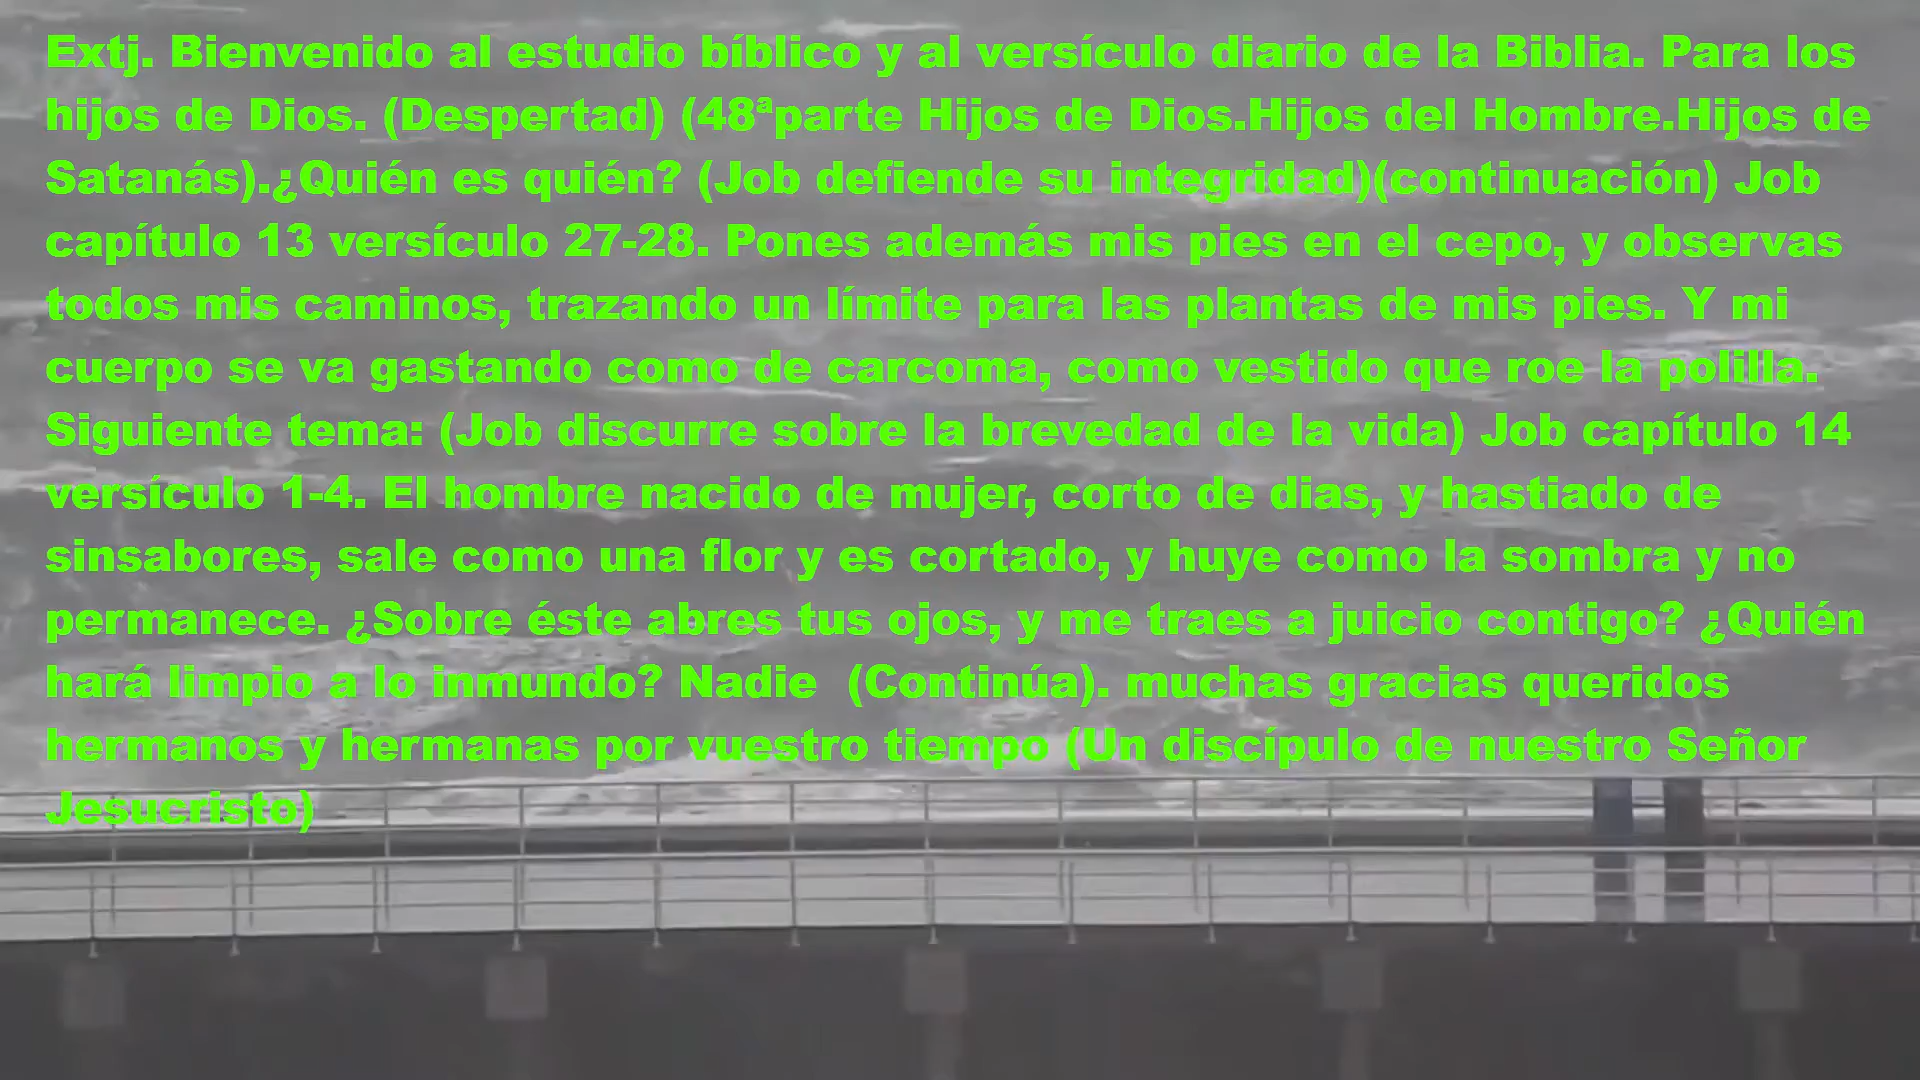 Extj. Bienvenido al estudio bíblico y al versículo diario de la Biblia. Para los
hijos de Dios. (Despertad) (48ªparte Hijos de Dios.Hijos del Hombre.Hijos de
Satanás).¿Quién es quién? (Job defiende su integridad)(continuación) Job
capítulo 13 versículo 27-28. Pones además mis pies en el cepo, y observas
todos mis caminos, trazando un límite para las plantas de mis pies. Y mi
cuerpo se va gastando como de carcoma, como vestido que roe la polilla.
Siguiente tema: (Job discurre sobre la brevedad de la vida) Job capítulo 14
versículo 1-4. El hombre nacido de mujer, corto de dias, y hastiado de
sinsabores, sale como una flor y es cortado, y huye como la sombra y no
permanece. ¿Sobre éste abres tus ojos, y me traes a juicio contigo? ¿Quién
hará limpio a lo inmundo? Nadie  (Continúa). muchas gracias queridos
hermanos y hermanas por vuestro tiempo (Un discípulo de nuestro Señor
Jesucristo)